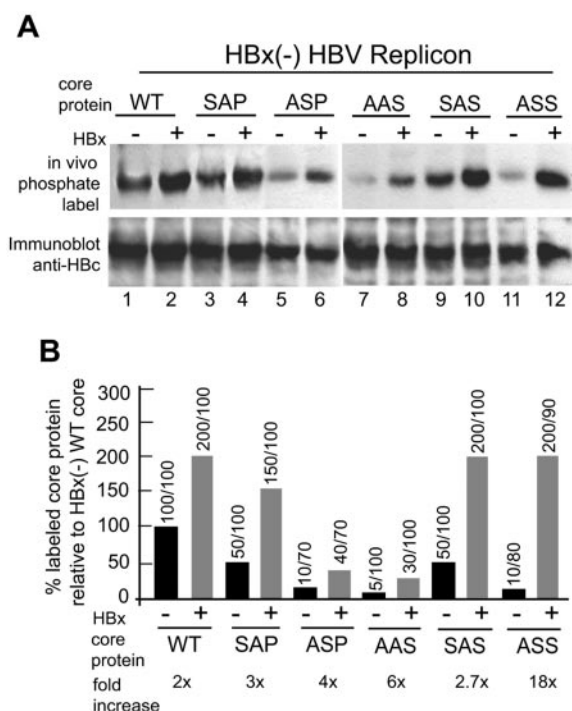 A
HBx(-) HBV Replicon
core protein WT SAP ASP AAS SAS ASS
HBx - + - + - + - + - + - +
in vivo phosphate label
Immunoblot anti-HBc
1 2 3 4 5 6 7 8 9 10 11 12
B
% labeled core protein
relative to HBx(-) WT core
300
200
100
50
0
100/100 200/100 50/100 150/100 10/70 40/70 5/100 30/100 50/100 200/100 10/80 200/90
HBx - + - + - + - + - + - +
core protein WT SAP ASP AAS SAS ASS
fold increase 2x 3x 4x 6x 2.7x 18x